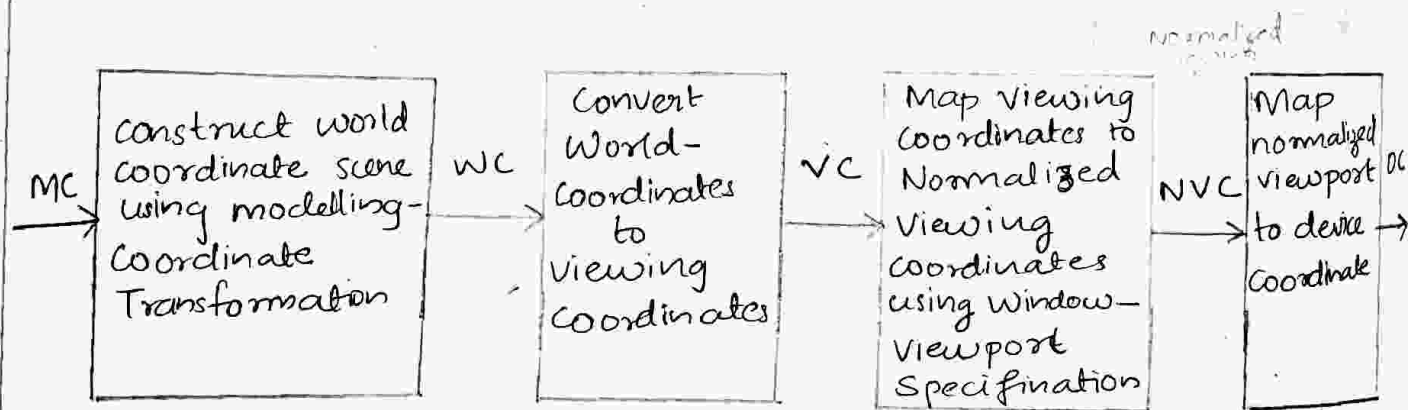 Normalized
MC
construct world
coordinate scene
using modelling-
Coordinate
Transformation
WC
Convert
World-
Coordinates
to
viewing
Coordinates
VC
Map viewing
Coordinates to
Normalized
Viewing
coordinates
using Window-
Viewport
Specifination
NVC
Map
normalized
viewport
to device
Coordinate
DC